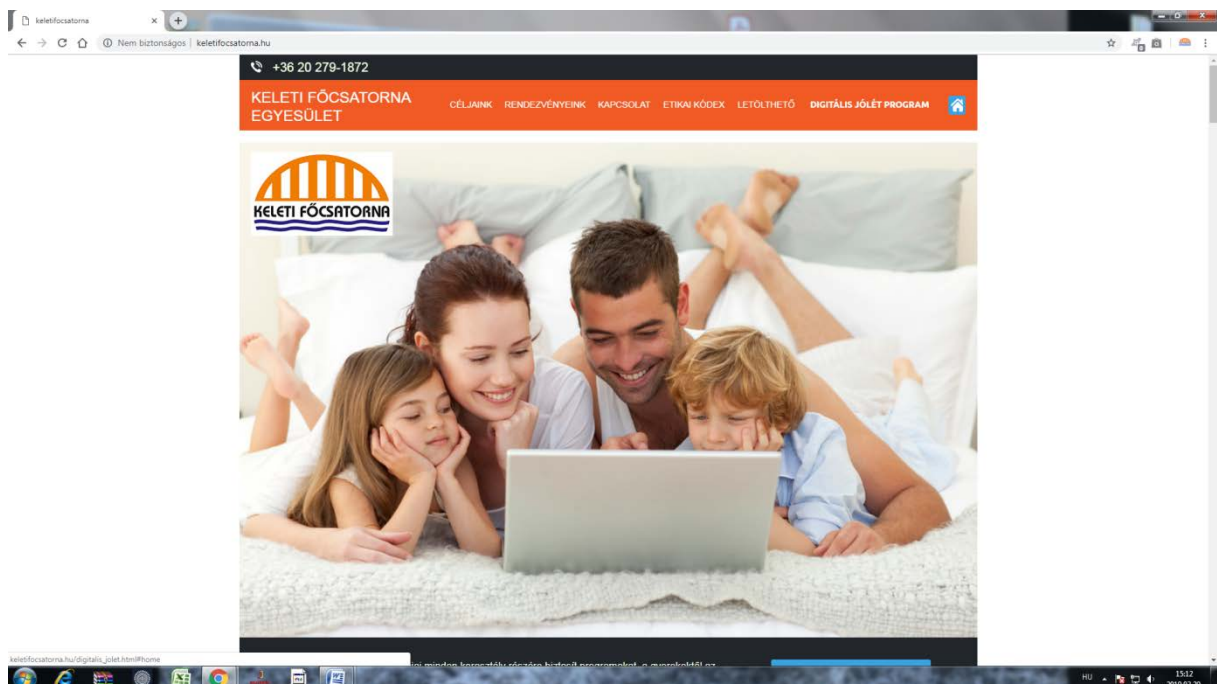 keletifocsatorna
Nem biztonságos | keletifocsatorna.hu
+36 20 279-1872
KELETI FŐCSATORNA
EGYESÜLET
CÉLJAINK RENDEZVÉNYEINK KAPCSOLAT ETIKAI KÓDEX LETÖLTHETŐ DIGITÁLIS JÓLÉT PROGRAM
KELETI FŐCSATORNA
keletifocsatorna.hu/digitalis_jolet.html#home
minden korosztály részére biztosít programokat, a gyerekektől az
HU
15:12